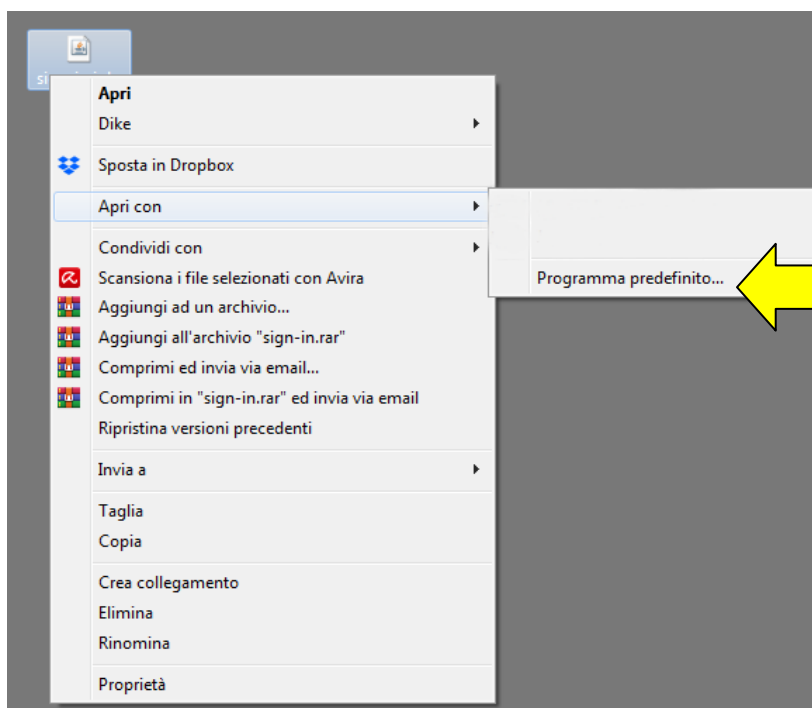 Apri
Dike
Sposta in Dropbox
Apri con
Condividi con
Programma predefinito...
Scansiona i file selezionati con Avira
Aggiungi ad un archivio...
Aggiungi all'archivio "sign-in.rar"
Comprimi ed invia via email...
Comprimi in "sign-in.rar" ed invia via email
Ripristina versioni precedenti
Invia a
Taglia
Copia
Crea collegamento
Elimina
Rinomina
Proprietà